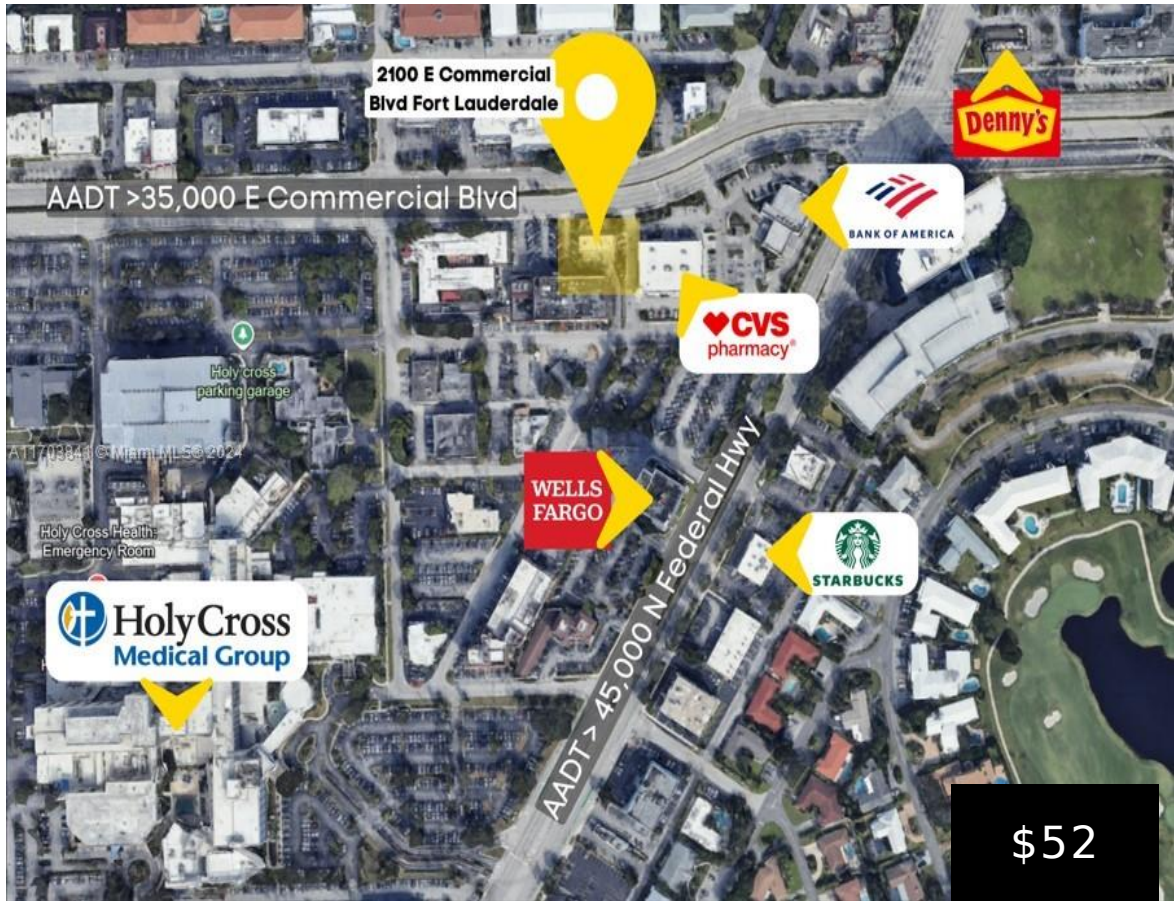 2100 E Commercial
Blvd Fort Lauderdale
Denny's
AADT >35,000 E Commercial Blvd
BANK OF AMERICA
CVS
pharmacy®
Holy cross
parking garage
A11703843 © Miami MLS © 2024
WELLS
FARGO
AADT > 45,000 N Federal Hwy
Holy Cross Health:
Emergency Room
STARBUCKS
HolyCross
Medical Group
$52